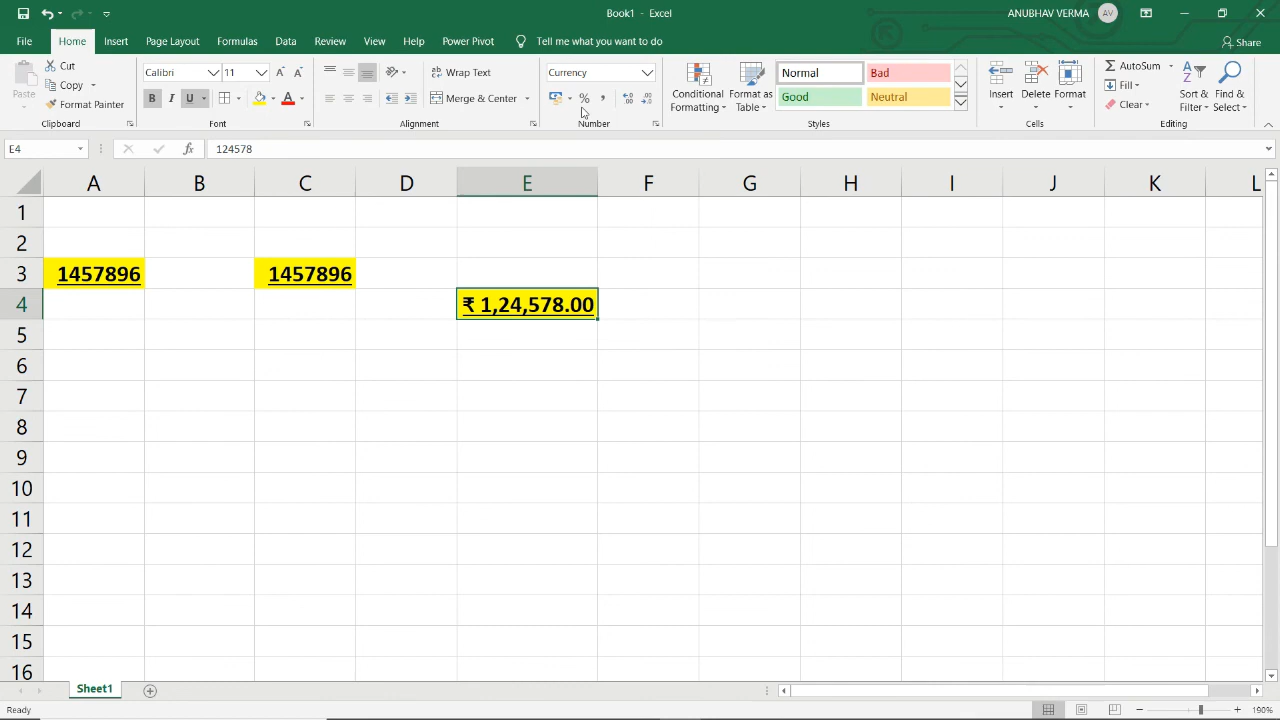 Book1 - Excel
ANUBHAV VERMA
AV
File Home Insert Page Layout Formulas Data Review View Help Power Pivot Tell me what you want to do Share
Paste
Cut
Copy
Format Painter
Clipboard
Calibri 11
B I U
Font
Wrap Text
Merge & Center
Alignment
Currency
% ,
Number
Conditional Formatting
Format as Table
Normal Bad
Good Neutral
Styles
Insert Delete Format
Cells
AutoSum
Fill
Clear
Sort & Filter
Find & Select
Editing
E4 fx 124578
A B C D E F G H I J K L
1
2
3 1457896 1457896
4 ₹ 1,24,578.00
5
6
7
8
9
10
11
12
13
14
15
16
Sheet1
Ready
190%